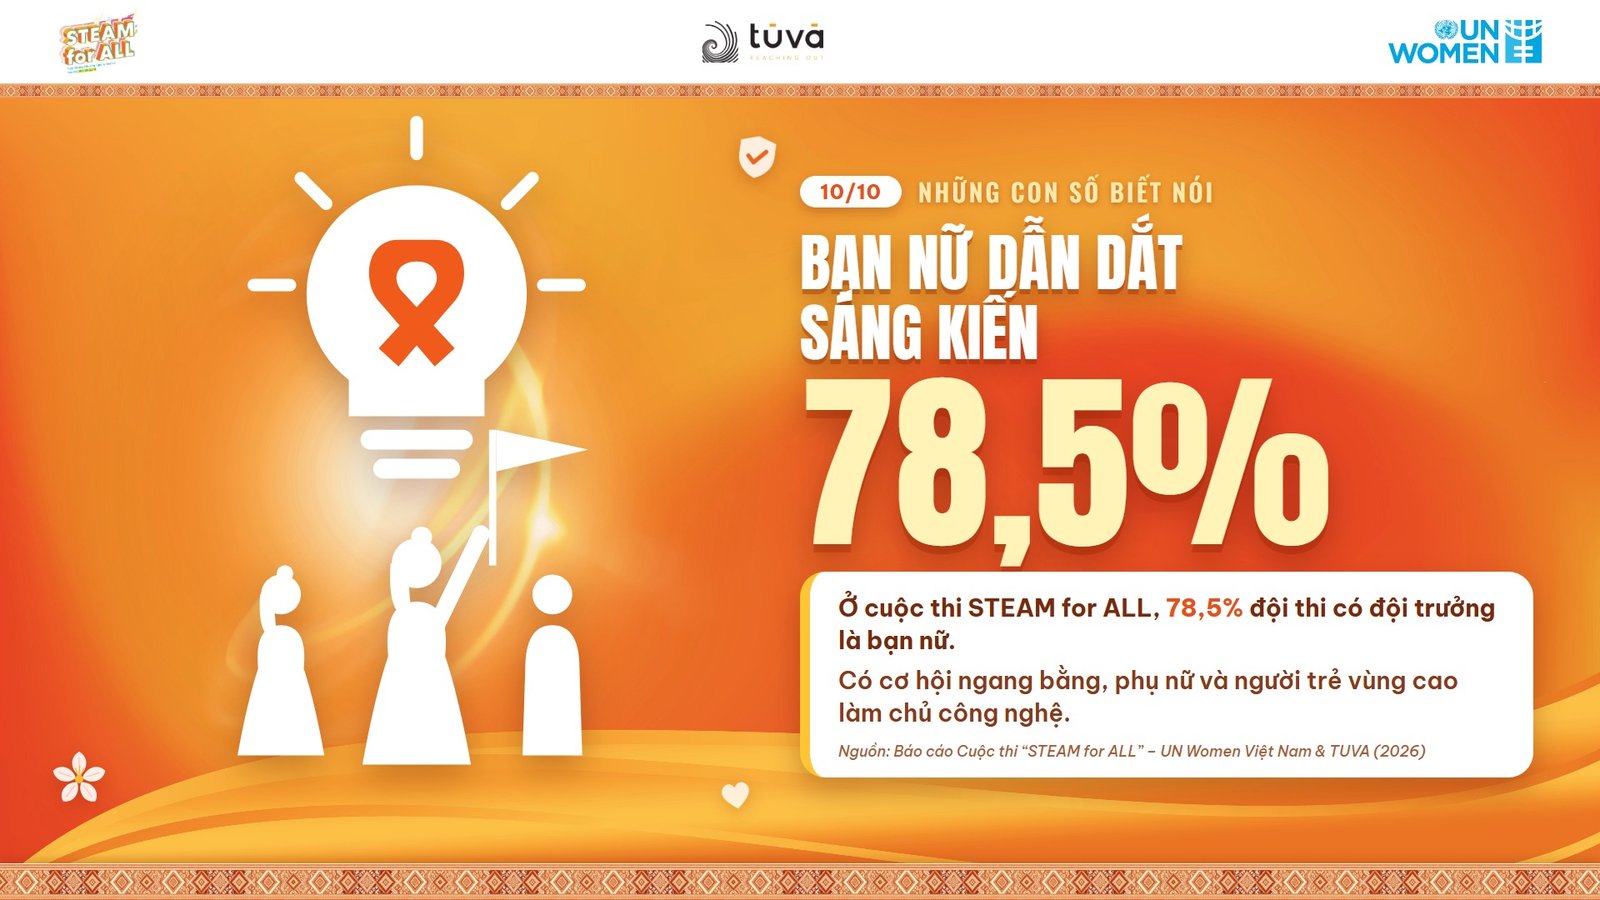 STEAM
for ALL
tūvā
REACHING OUT
UN
WOMEN
10/10 NHỮNG CON SỐ BIẾT NÓI
BẠN NỮ DẪN DẮT
SÁNG KIẾN
78,5%
Ở cuộc thi STEAM for ALL, 78,5% đội thi có đội trưởng
là bạn nữ.
Có cơ hội ngang bằng, phụ nữ và người trẻ vùng cao
làm chủ công nghệ.
Nguồn: Báo cáo Cuộc thi “STEAM for ALL” – UN Women Việt Nam & TUVA (2026)